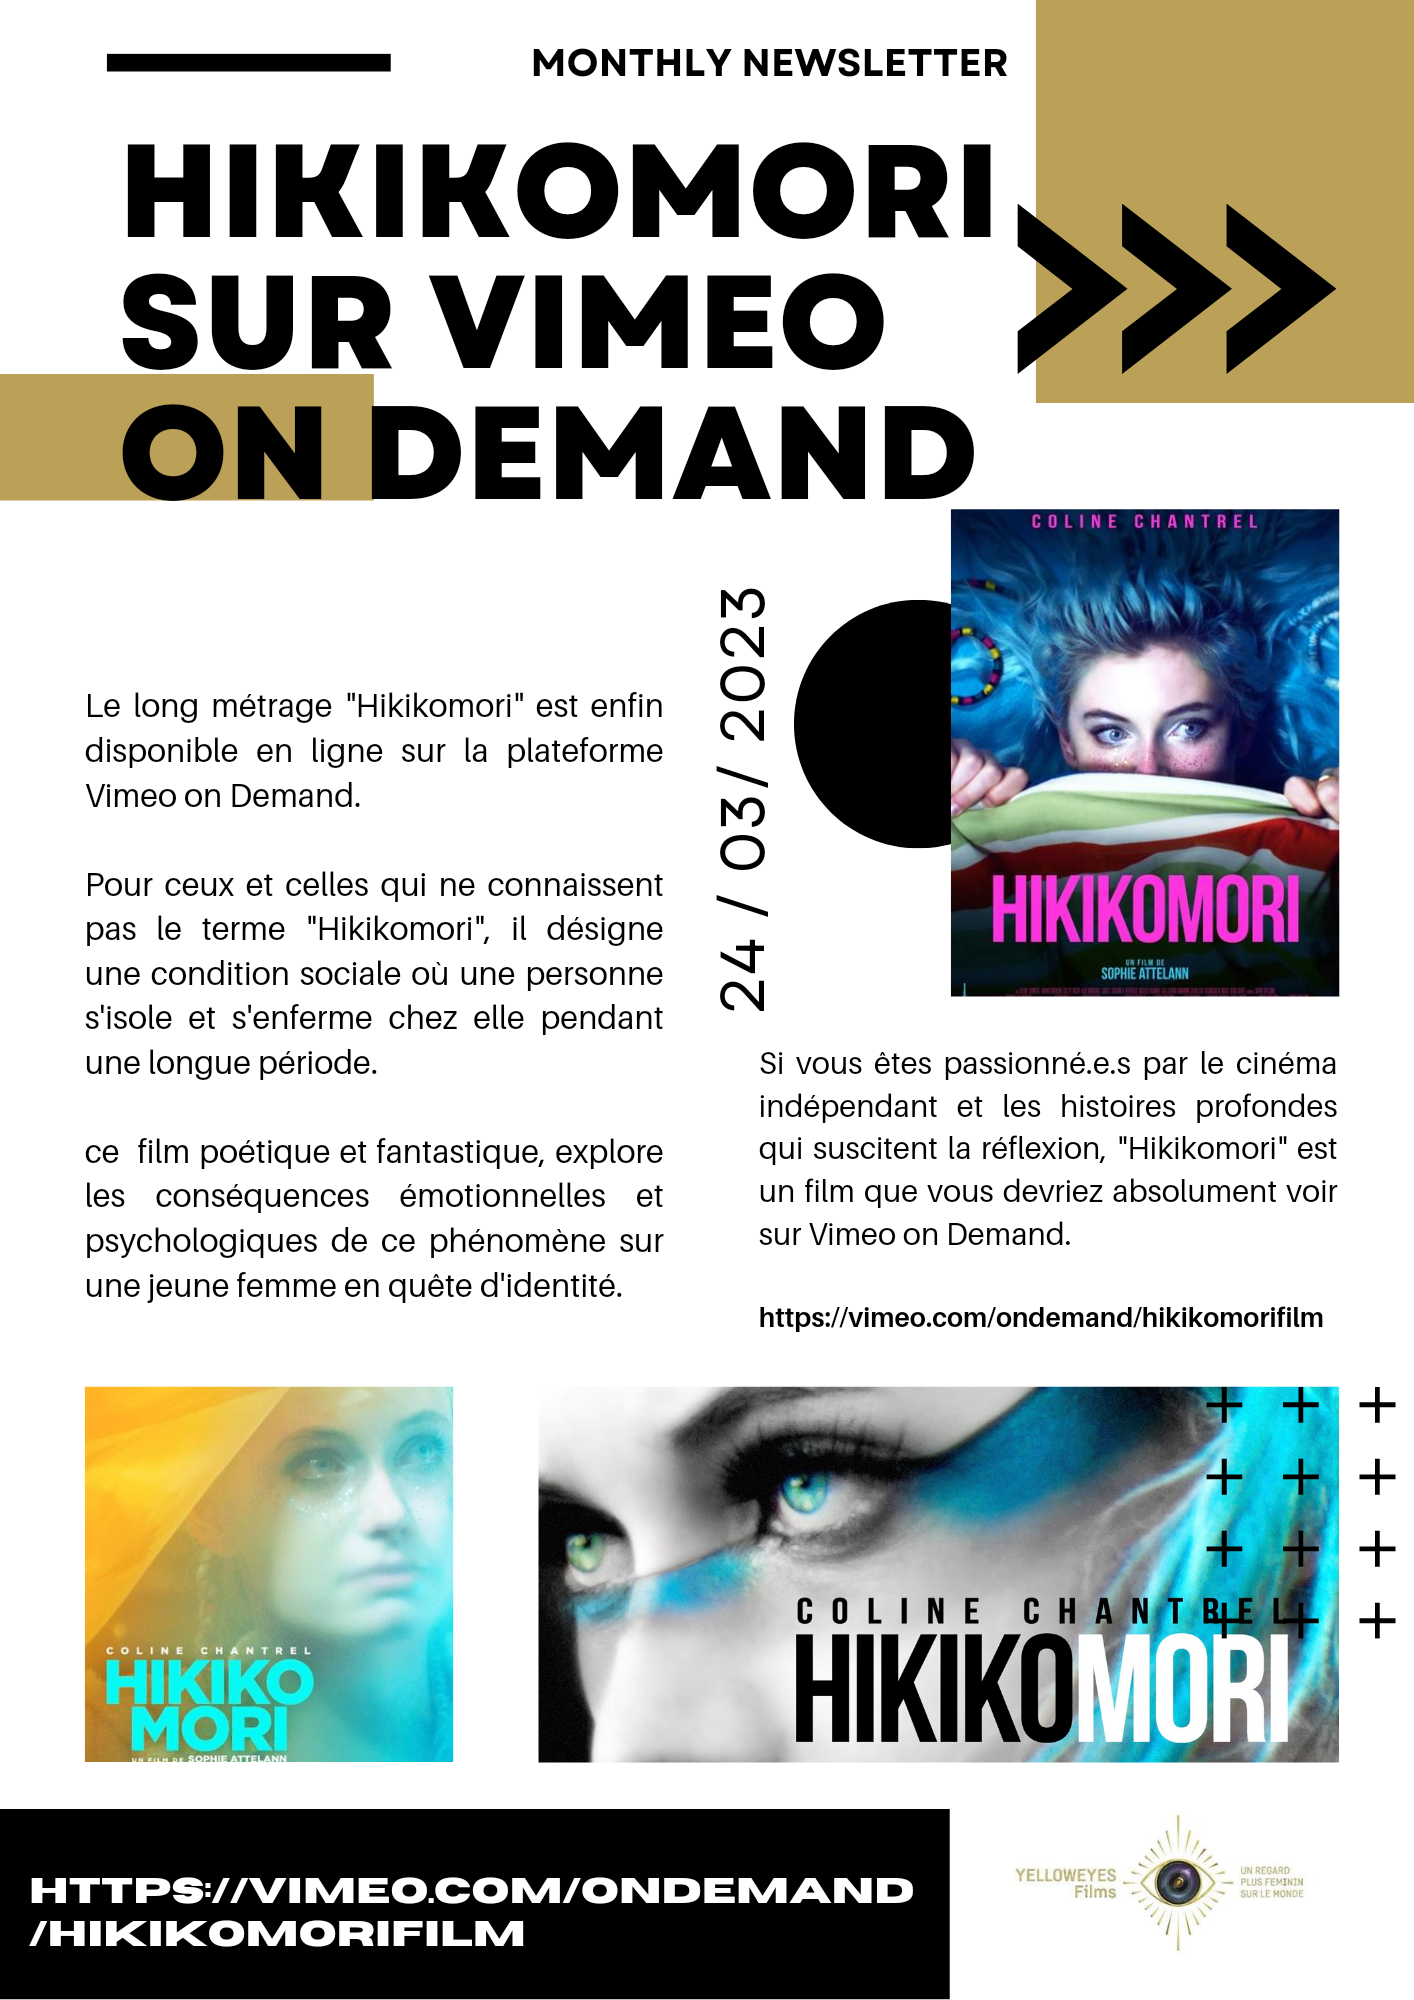 MONTHLY NEWSLETTER
HIKIKOMORI
SUR VIMEO
ON DEMAND
Le long métrage "Hikikomori" est enfin
disponible en ligne sur la plateforme
Vimeo on Demand.
Pour ceux et celles qui ne connaissent
pas le terme "Hikikomori", il désigne
une condition sociale où une personne
s'isole et s'enferme chez elle pendant
une longue période.
ce film poétique et fantastique, explore
les conséquences émotionnelles et
psychologiques de ce phénomène sur
une jeune femme en quête d'identité.
24 / 03/ 2023
COLINE CHANTREL
HIKIKOMORI
UN FILM DE
SOPHIE ATTELANN
Si vous êtes passionné.e.s par le cinéma
indépendant et les histoires profondes
qui suscitent la réflexion, "Hikikomori" est
un film que vous devriez absolument voir
sur Vimeo on Demand.
https://vimeo.com/ondemand/hikikomorifilm
COLINE CHANTREL
HIKIKO
MORI
UN FILM DE SOPHIE ATTELANN
COLINE CHANTREL
HIKIKOMORI
HTTPS://VIMEO.COM/ONDEMAND
/HIKIKOMORIFILM
YELLOWEYES
Films
UN REGARD
PLUS FEMININ
SUR LE MONDE